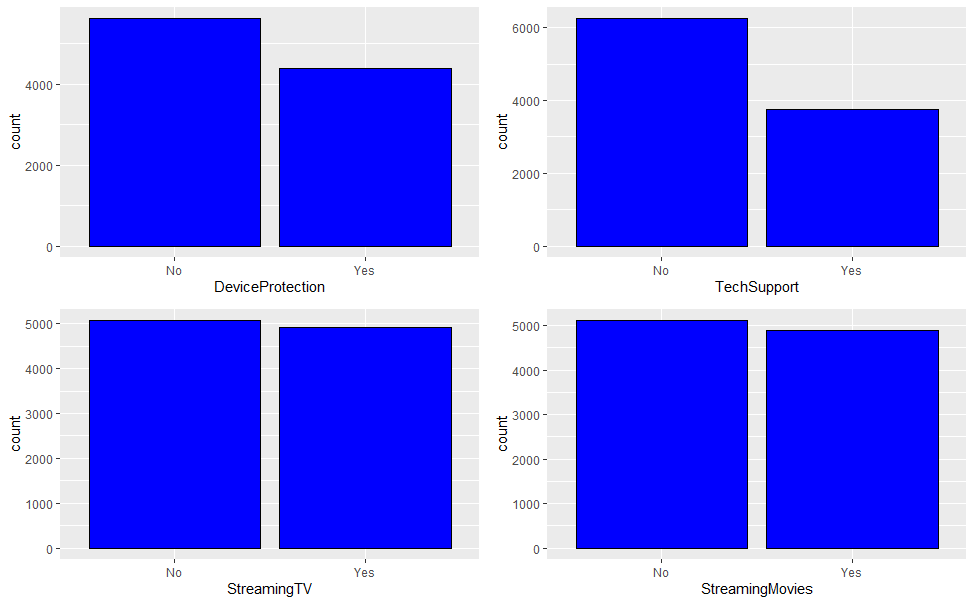 count
4000
2000
0
No Yes
DeviceProtection
count
6000
4000
2000
0
No Yes
TechSupport
count
5000
4000
3000
2000
1000
0
No Yes
StreamingTV
count
5000
4000
3000
2000
1000
0
No Yes
StreamingMovies